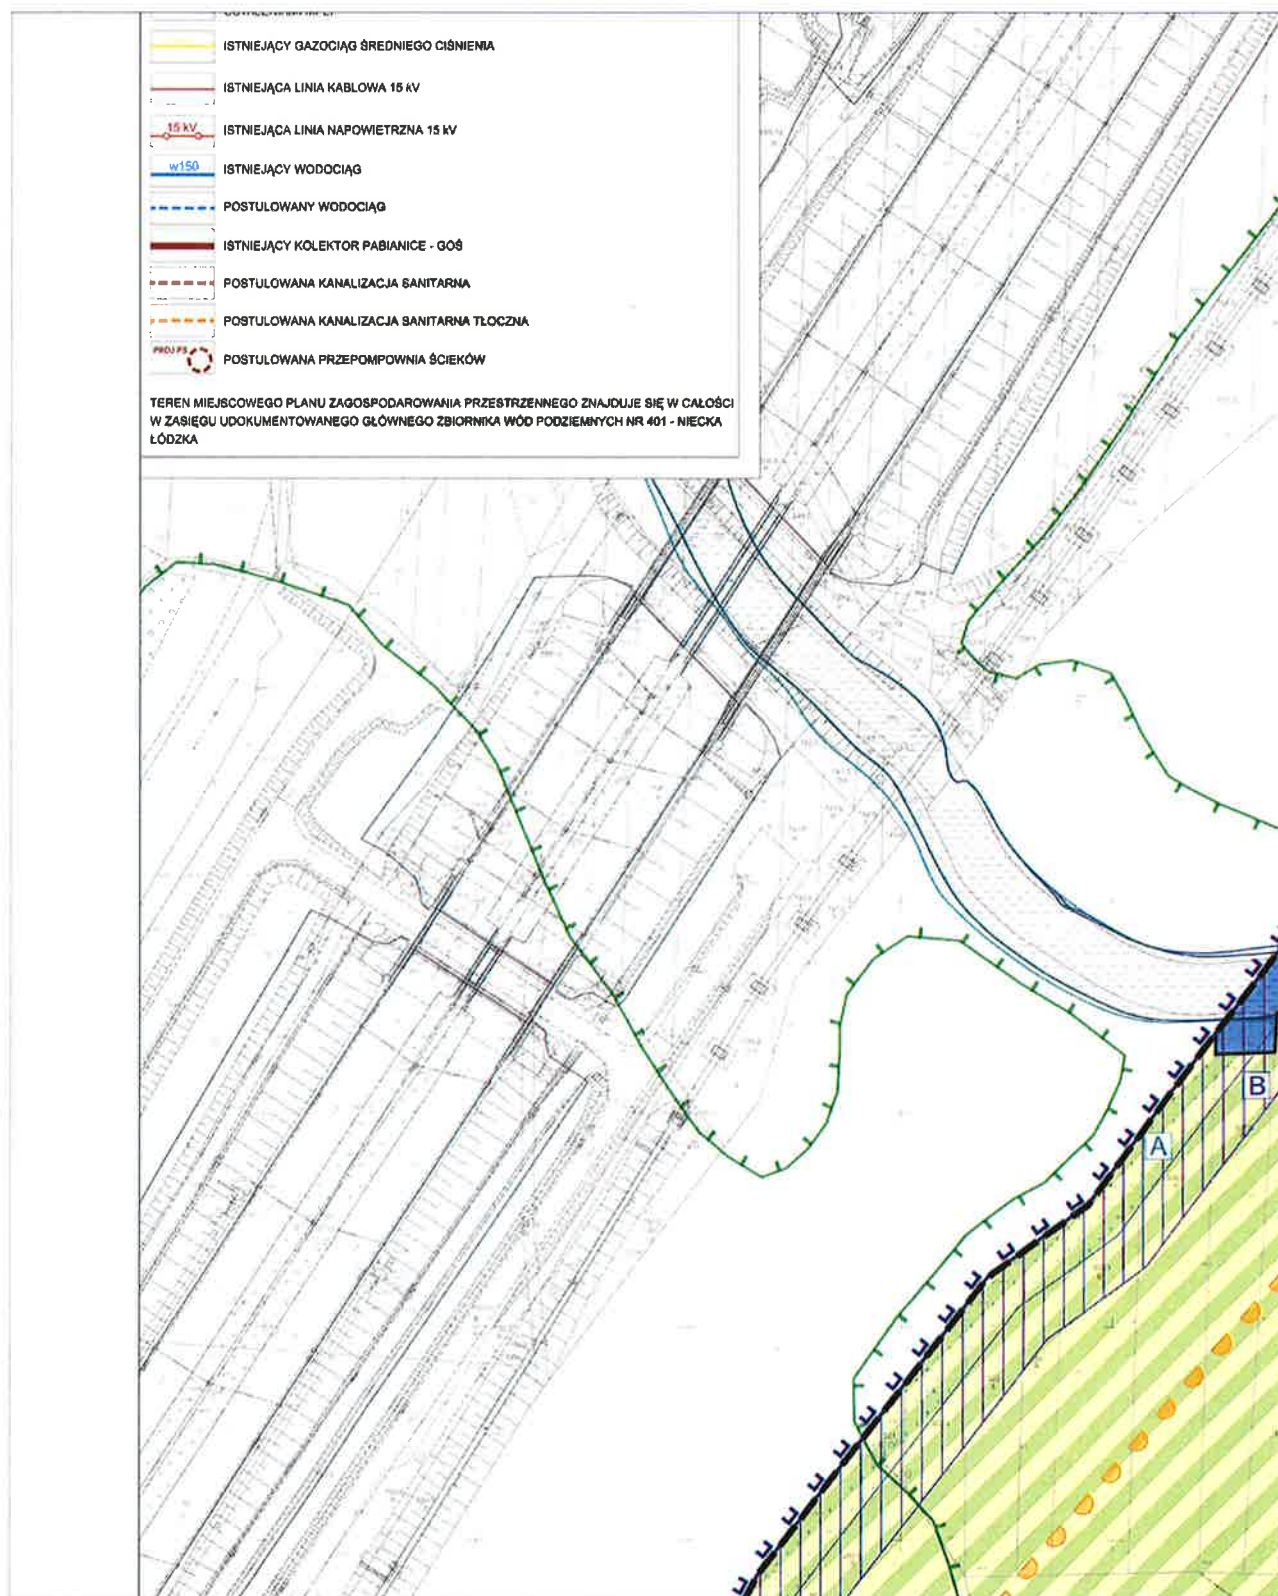 ISTNIEJĄCY GAZOCIĄG ŚREDNIEGO CIŚNIENIA
ISTNIEJĄCA LINIA KABLOWA 15 kV
15 kV
ISTNIEJĄCA LINIA NAPOWIETRZNA 15 kV
w150
ISTNIEJĄCY WODOCIĄG
POSTULOWANY WODOCIĄG
ISTNIEJĄCY KOLEKTOR PABIANICE - GOŚ
POSTULOWANA KANALIZACJA SANITARNA
POSTULOWANA KANALIZACJA SANITARNA TŁOCZNA
PROJ PS
POSTULOWANA PRZEPOMPOWNIA ŚCIEKÓW
TEREN MIEJSCOWEGO PLANU ZAGOSPODAROWANIA PRZESTRZENNEGO ZNAJDUJE SIĘ W CAŁOŚCI
W ZASIĘGU UDOKUMENTOWANEGO GŁÓWNEGO ZBIORNIKA WÓD PODZIEMNYCH NR 401 - NIECKA
ŁÓDZKA
B
A